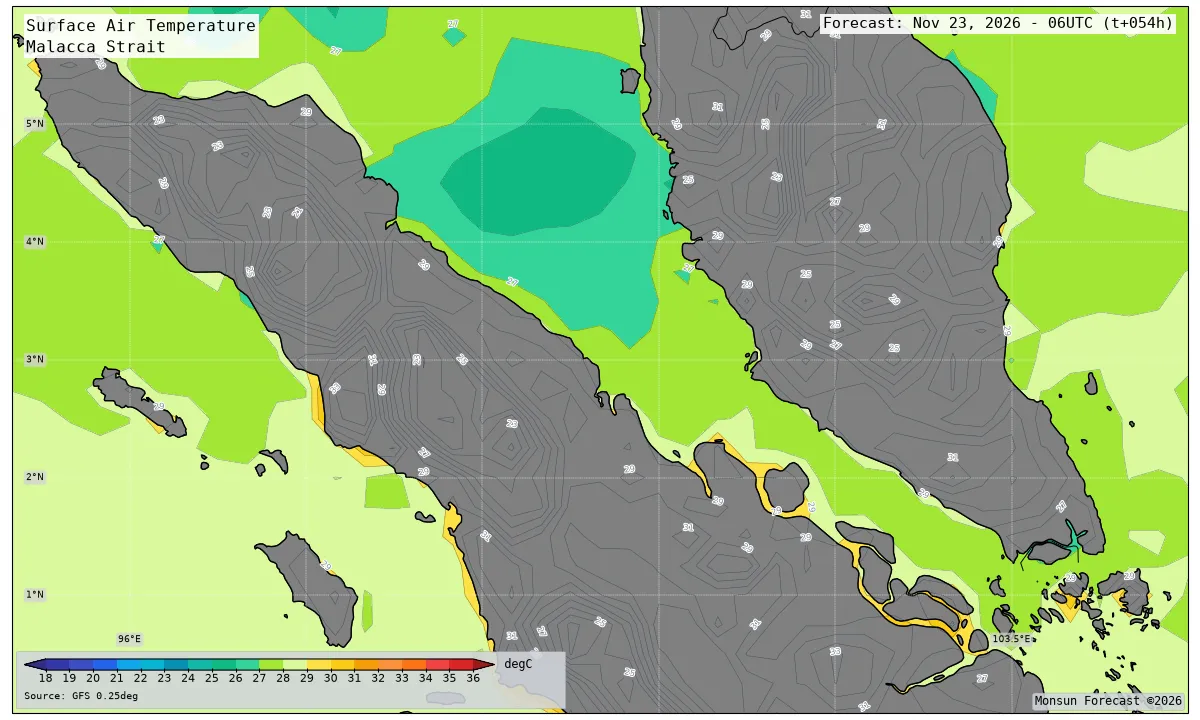 Surface Air Temperature
Malacca Strait
Forecast: Nov 23, 2026 - 06UTC (t+054h)
5°N
4°N
3°N
2°N
1°N
96°E
103.5°E
18 19 20 21 22 23 24 25 26 27 28 29 30 31 32 33 34 35 36
degC
Source: GFS 0.25deg
Monsun Forecast ©2026